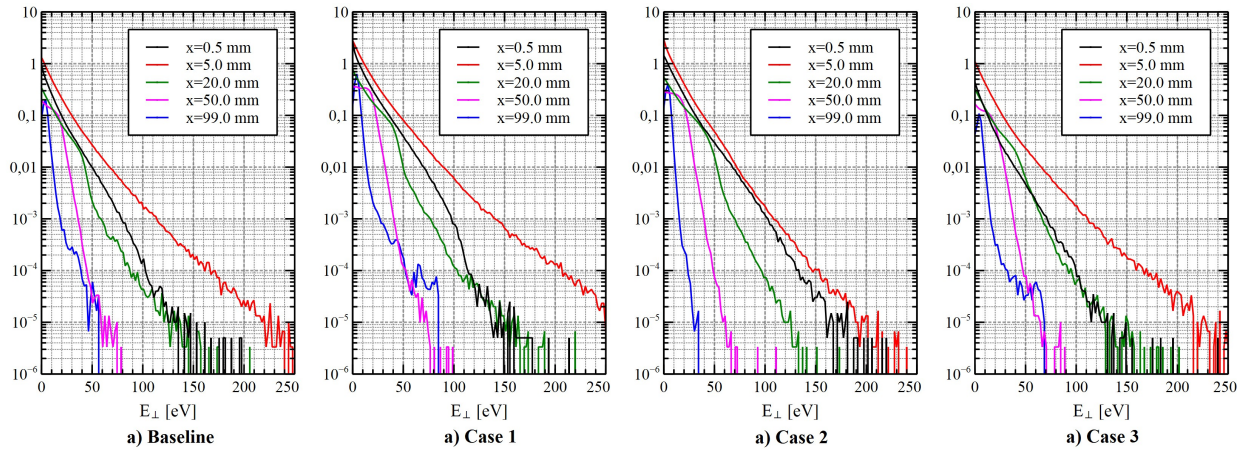 10
1
0,1
0,01
10⁻³
10⁻⁴
10⁻⁵
10⁻⁶
0 50 100 150 200 250
x=0.5 mm
x=5.0 mm
x=20.0 mm
x=50.0 mm
x=99.0 mm
E⊥ [eV]
a) Baseline
10
1
0,1
0,01
10⁻³
10⁻⁴
10⁻⁵
10⁻⁶
0 50 100 150 200 250
x=0.5 mm
x=5.0 mm
x=20.0 mm
x=50.0 mm
x=99.0 mm
E⊥ [eV]
a) Case 1
10
1
0,1
0,01
10⁻³
10⁻⁴
10⁻⁵
10⁻⁶
0 50 100 150 200 250
x=0.5 mm
x=5.0 mm
x=20.0 mm
x=50.0 mm
x=99.0 mm
E⊥ [eV]
a) Case 2
10
1
0,1
0,01
10⁻³
10⁻⁴
10⁻⁵
10⁻⁶
0 50 100 150 200 250
x=0.5 mm
x=5.0 mm
x=20.0 mm
x=50.0 mm
x=99.0 mm
E⊥ [eV]
a) Case 3